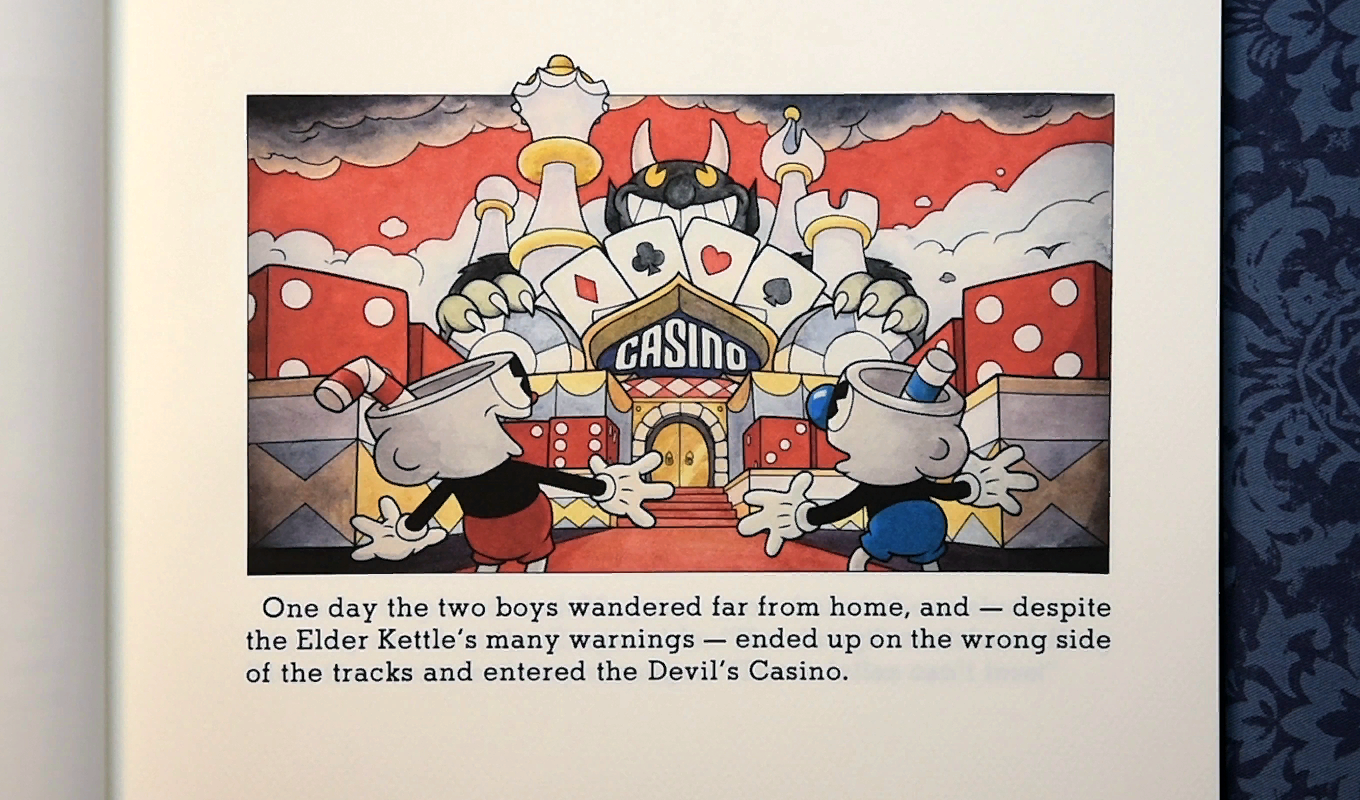 CASINO
One day the two boys wandered far from home, and — despite
the Elder Kettle's many warnings — ended up on the wrong side
of the tracks and entered the Devil's Casino.